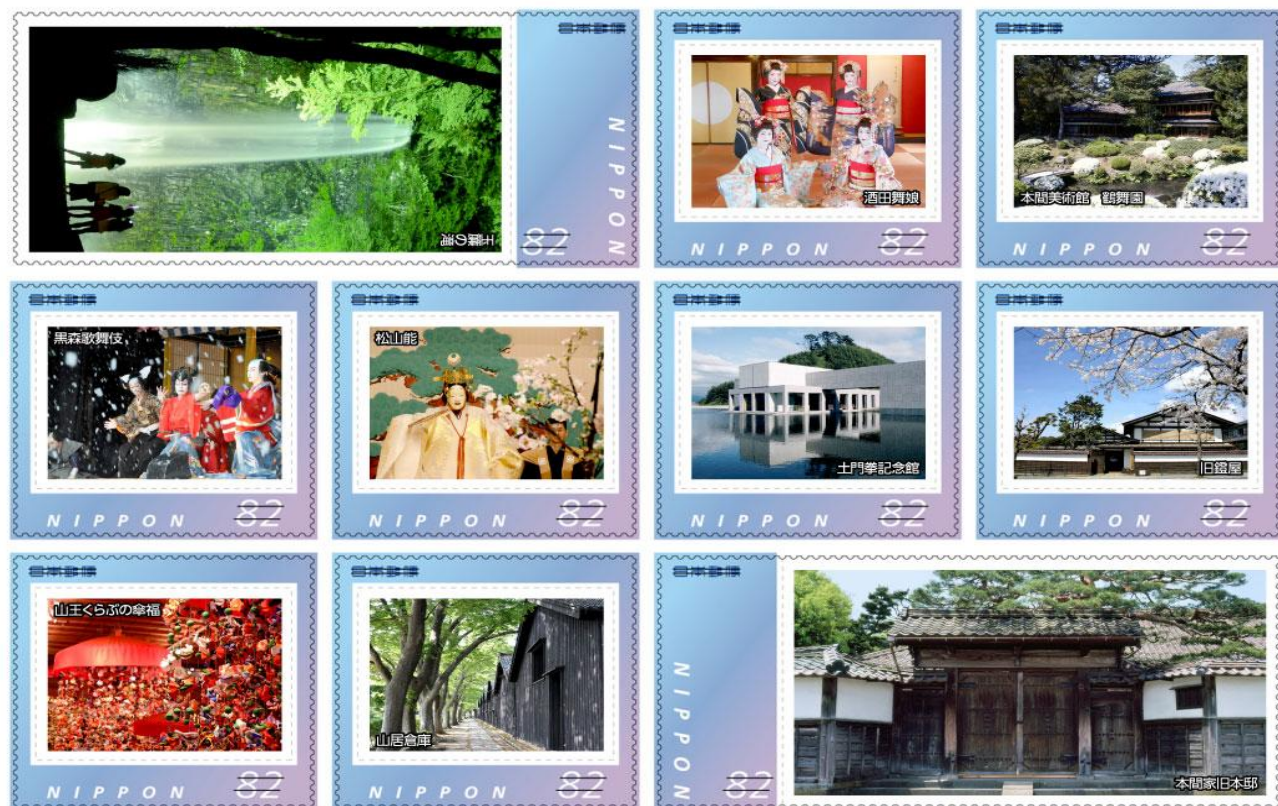 日本郵便
NIPPON
82
玉簾の滝
日本郵便
酒田舞娘
NIPPON
82
日本郵便
本間美術館 鶴舞園
NIPPON
82
日本郵便
黒森歌舞伎
NIPPON
82
日本郵便
松山能
NIPPON
82
日本郵便
土門拳記念館
NIPPON
82
日本郵便
旧鐙屋
NIPPON
82
日本郵便
山王くらぶの傘福
NIPPON
82
日本郵便
山居倉庫
NIPPON
82
日本郵便
NIPPON
82
本間家旧本邸